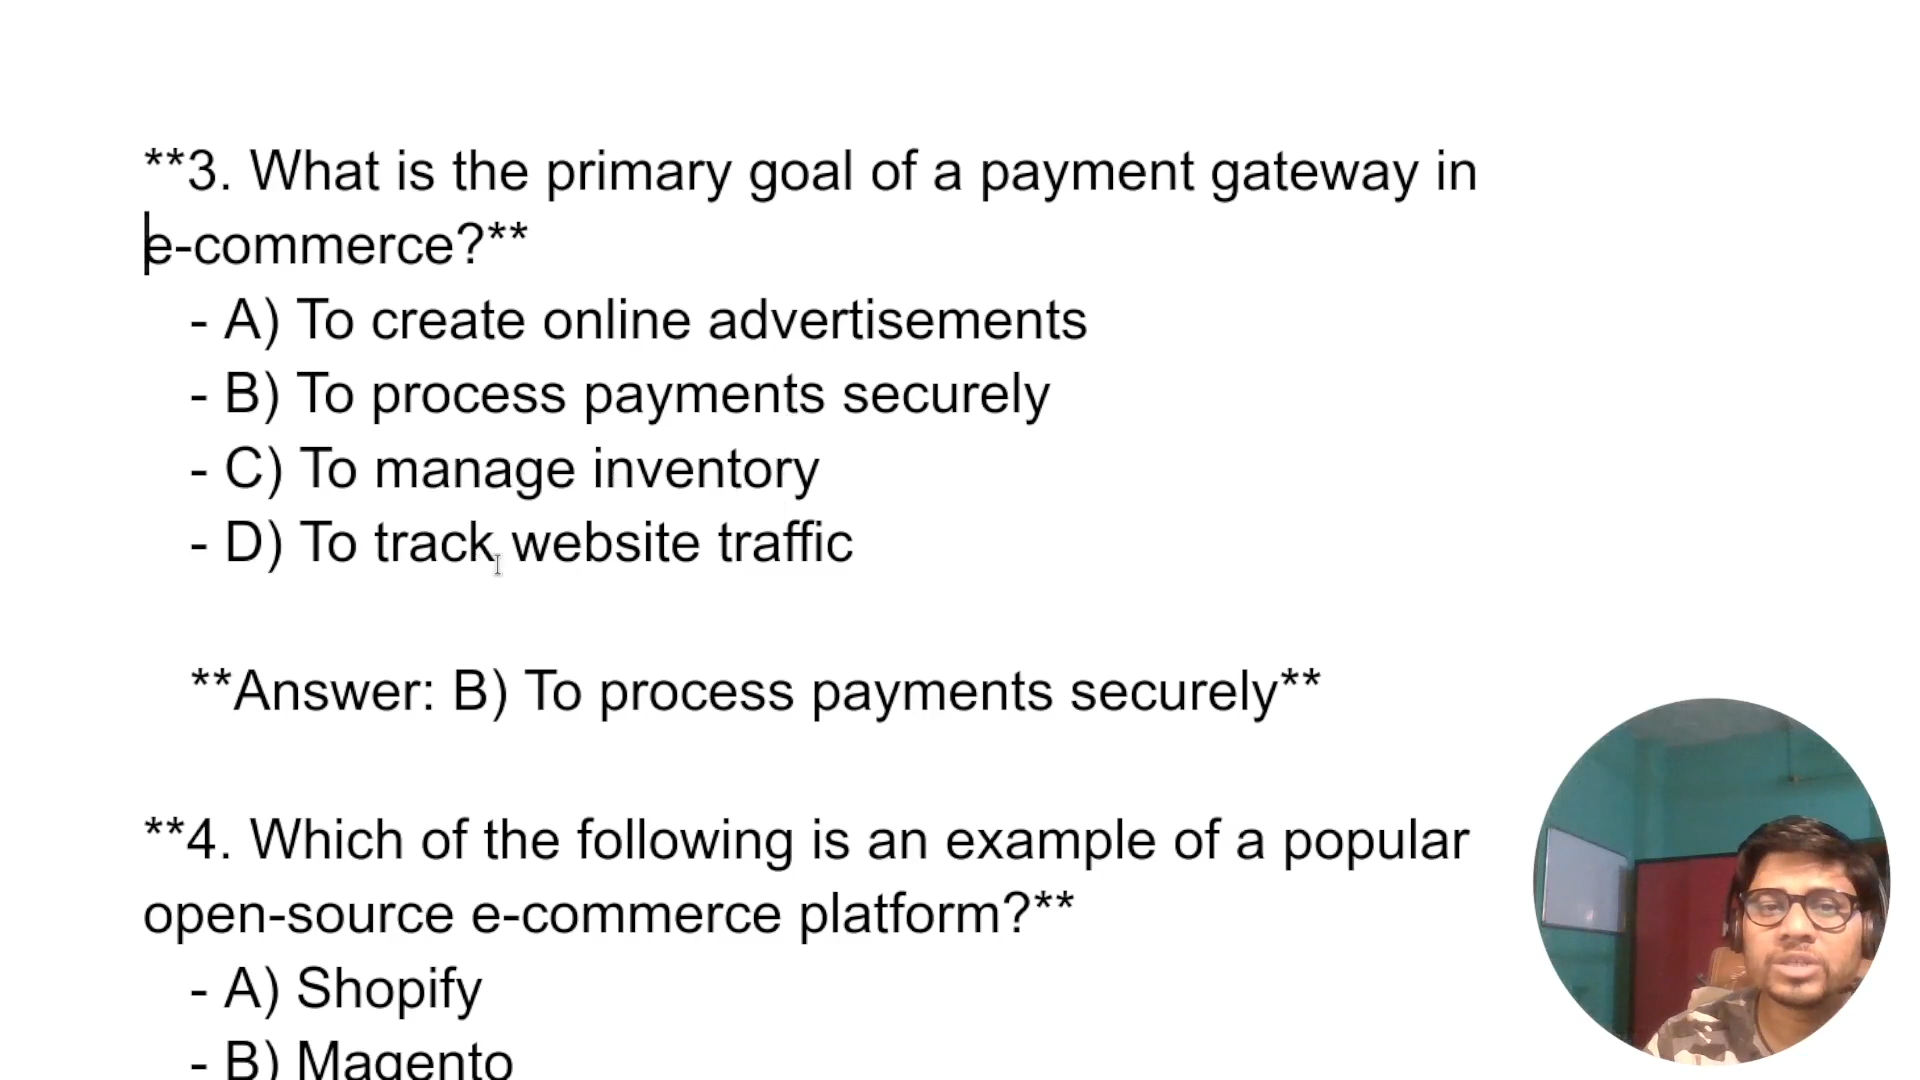 **3. What is the primary goal of a payment gateway in
e-commerce?**
- A) To create online advertisements
- B) To process payments securely
- C) To manage inventory
- D) To track website traffic
**Answer: B) To process payments securely**
**4. Which of the following is an example of a popular
open-source e-commerce platform?**
- A) Shopify
- B) Magento